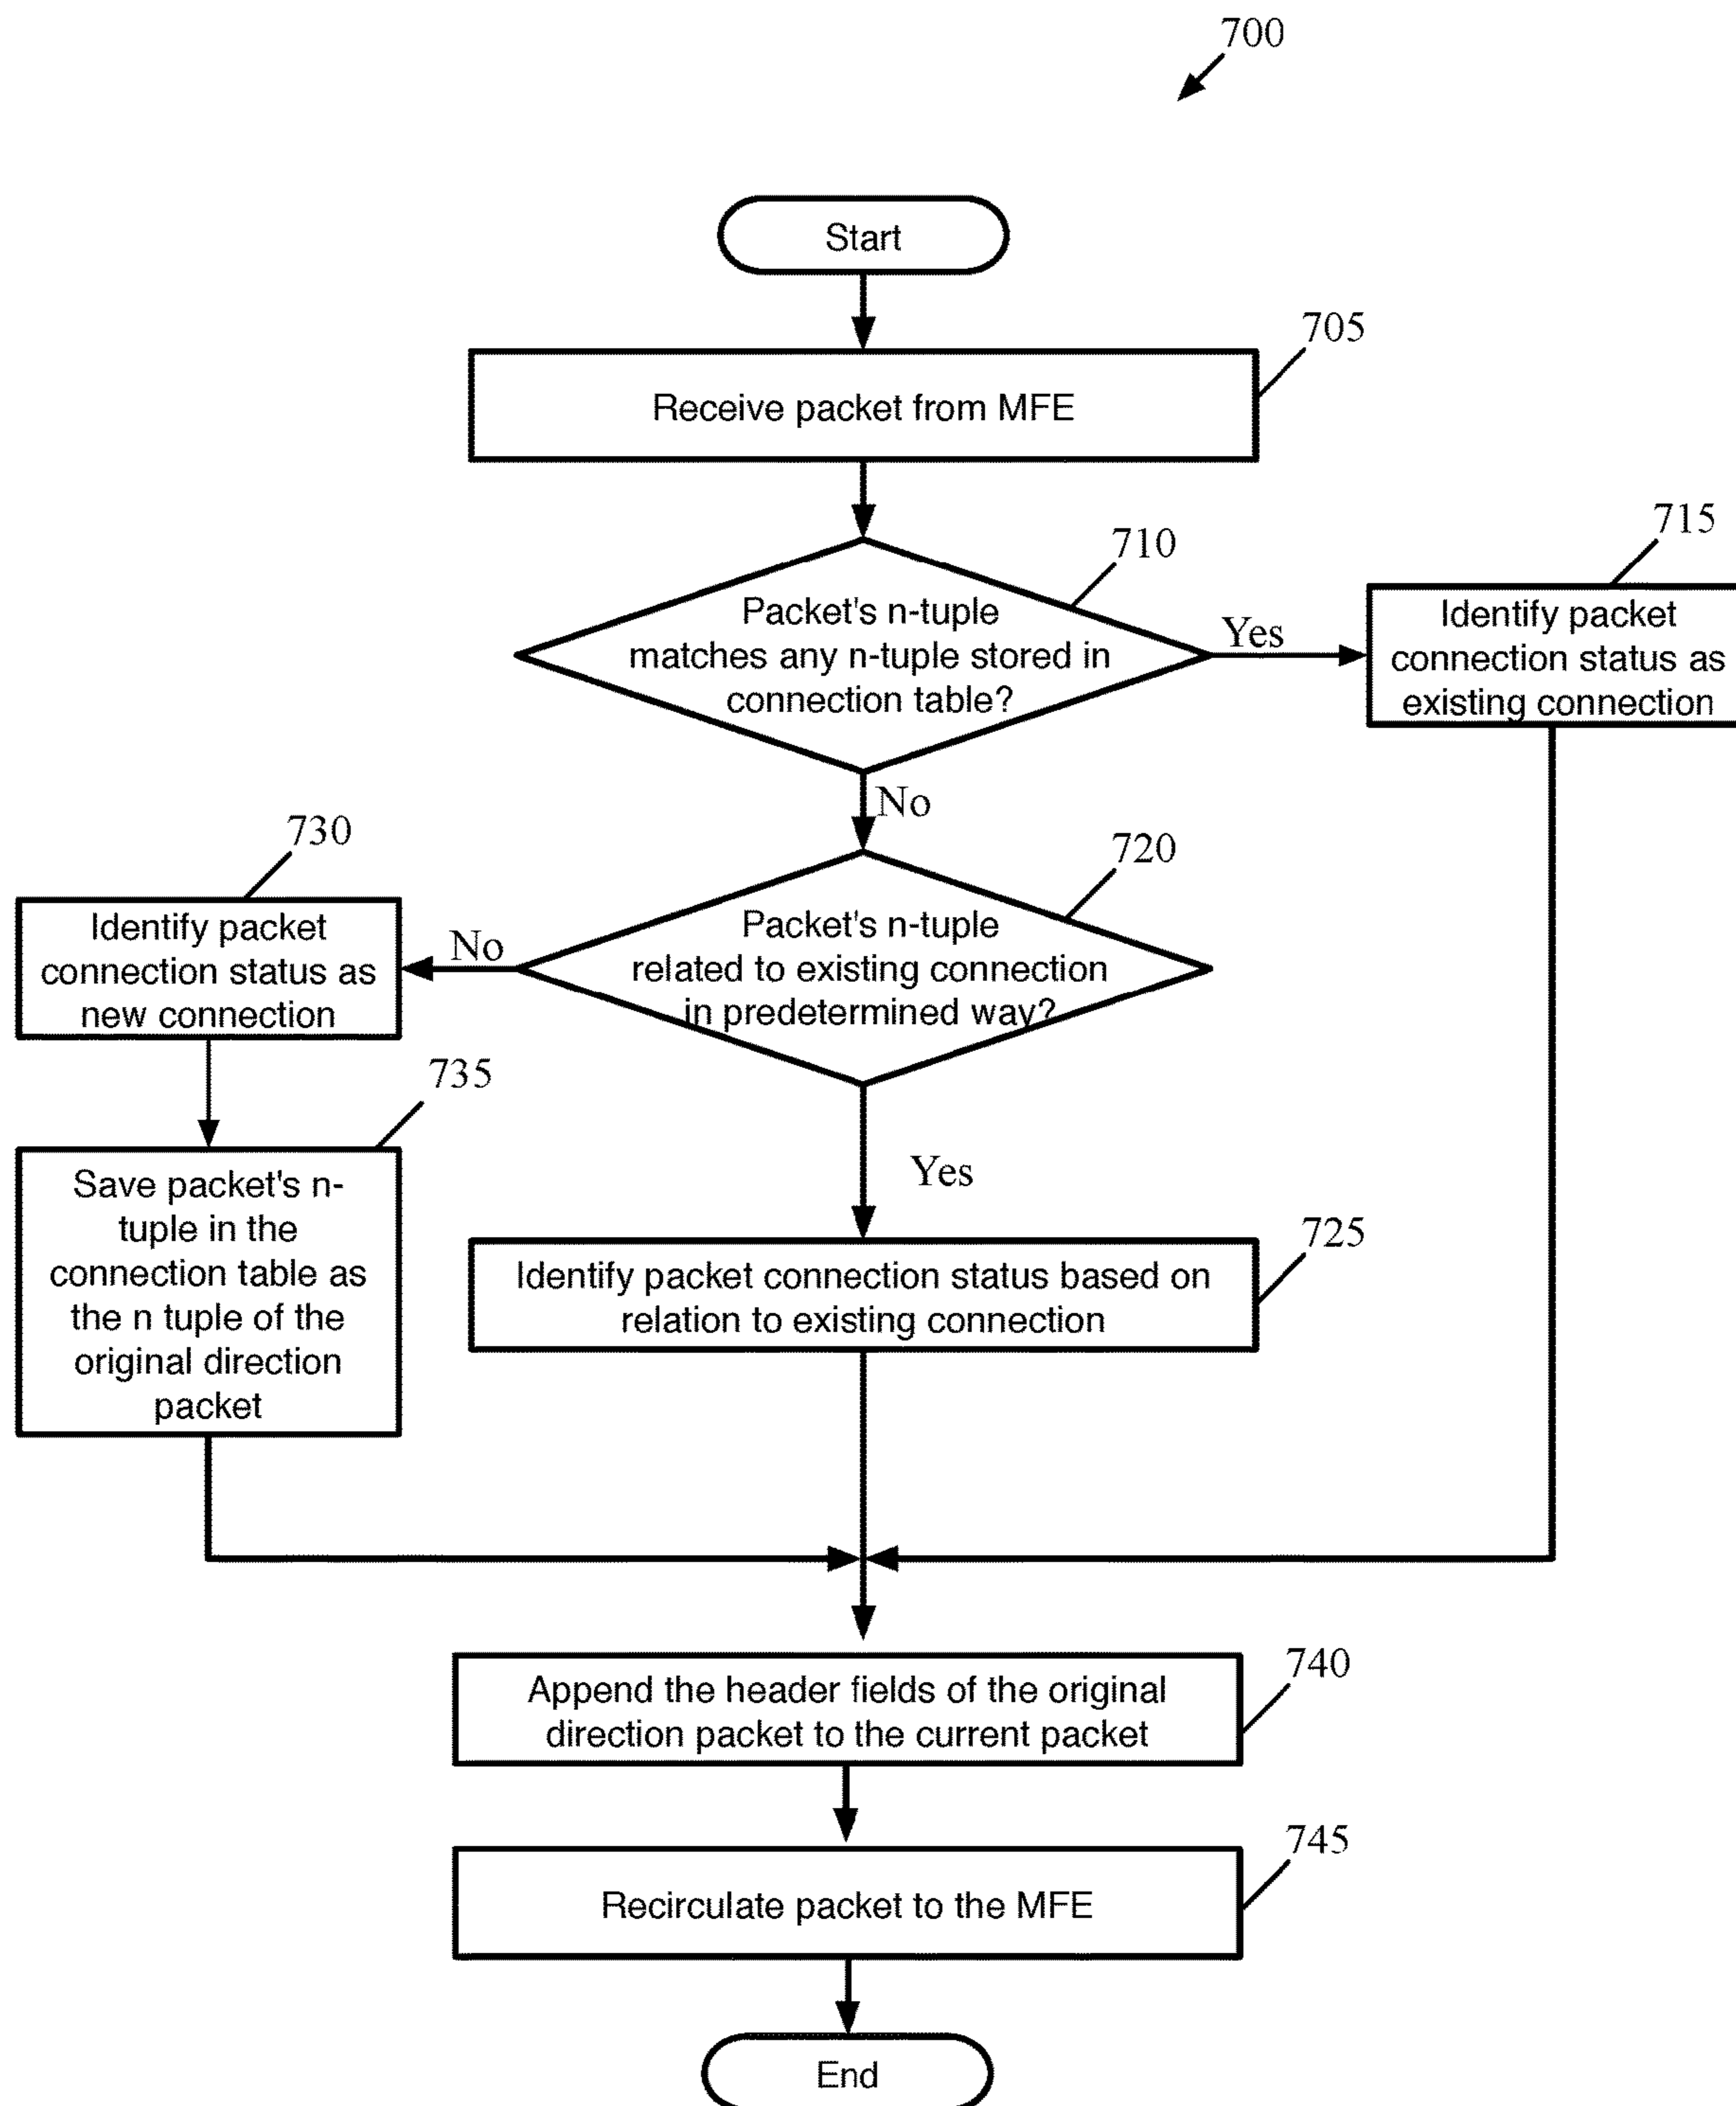 700
Start
705
Receive packet from MFE
710
Packet's n-tuple
matches any n-tuple stored in
connection table?
Yes
715
Identify packet
connection status as
existing connection
No
720
Packet's n-tuple
related to existing connection
in predetermined way?
No
730
Identify packet
connection status as
new connection
735
Save packet's n-
tuple in the
connection table as
the n tuple of the
original direction
packet
Yes
725
Identify packet connection status based on
relation to existing connection
740
Append the header fields of the original
direction packet to the current packet
745
Recirculate packet to the MFE
End